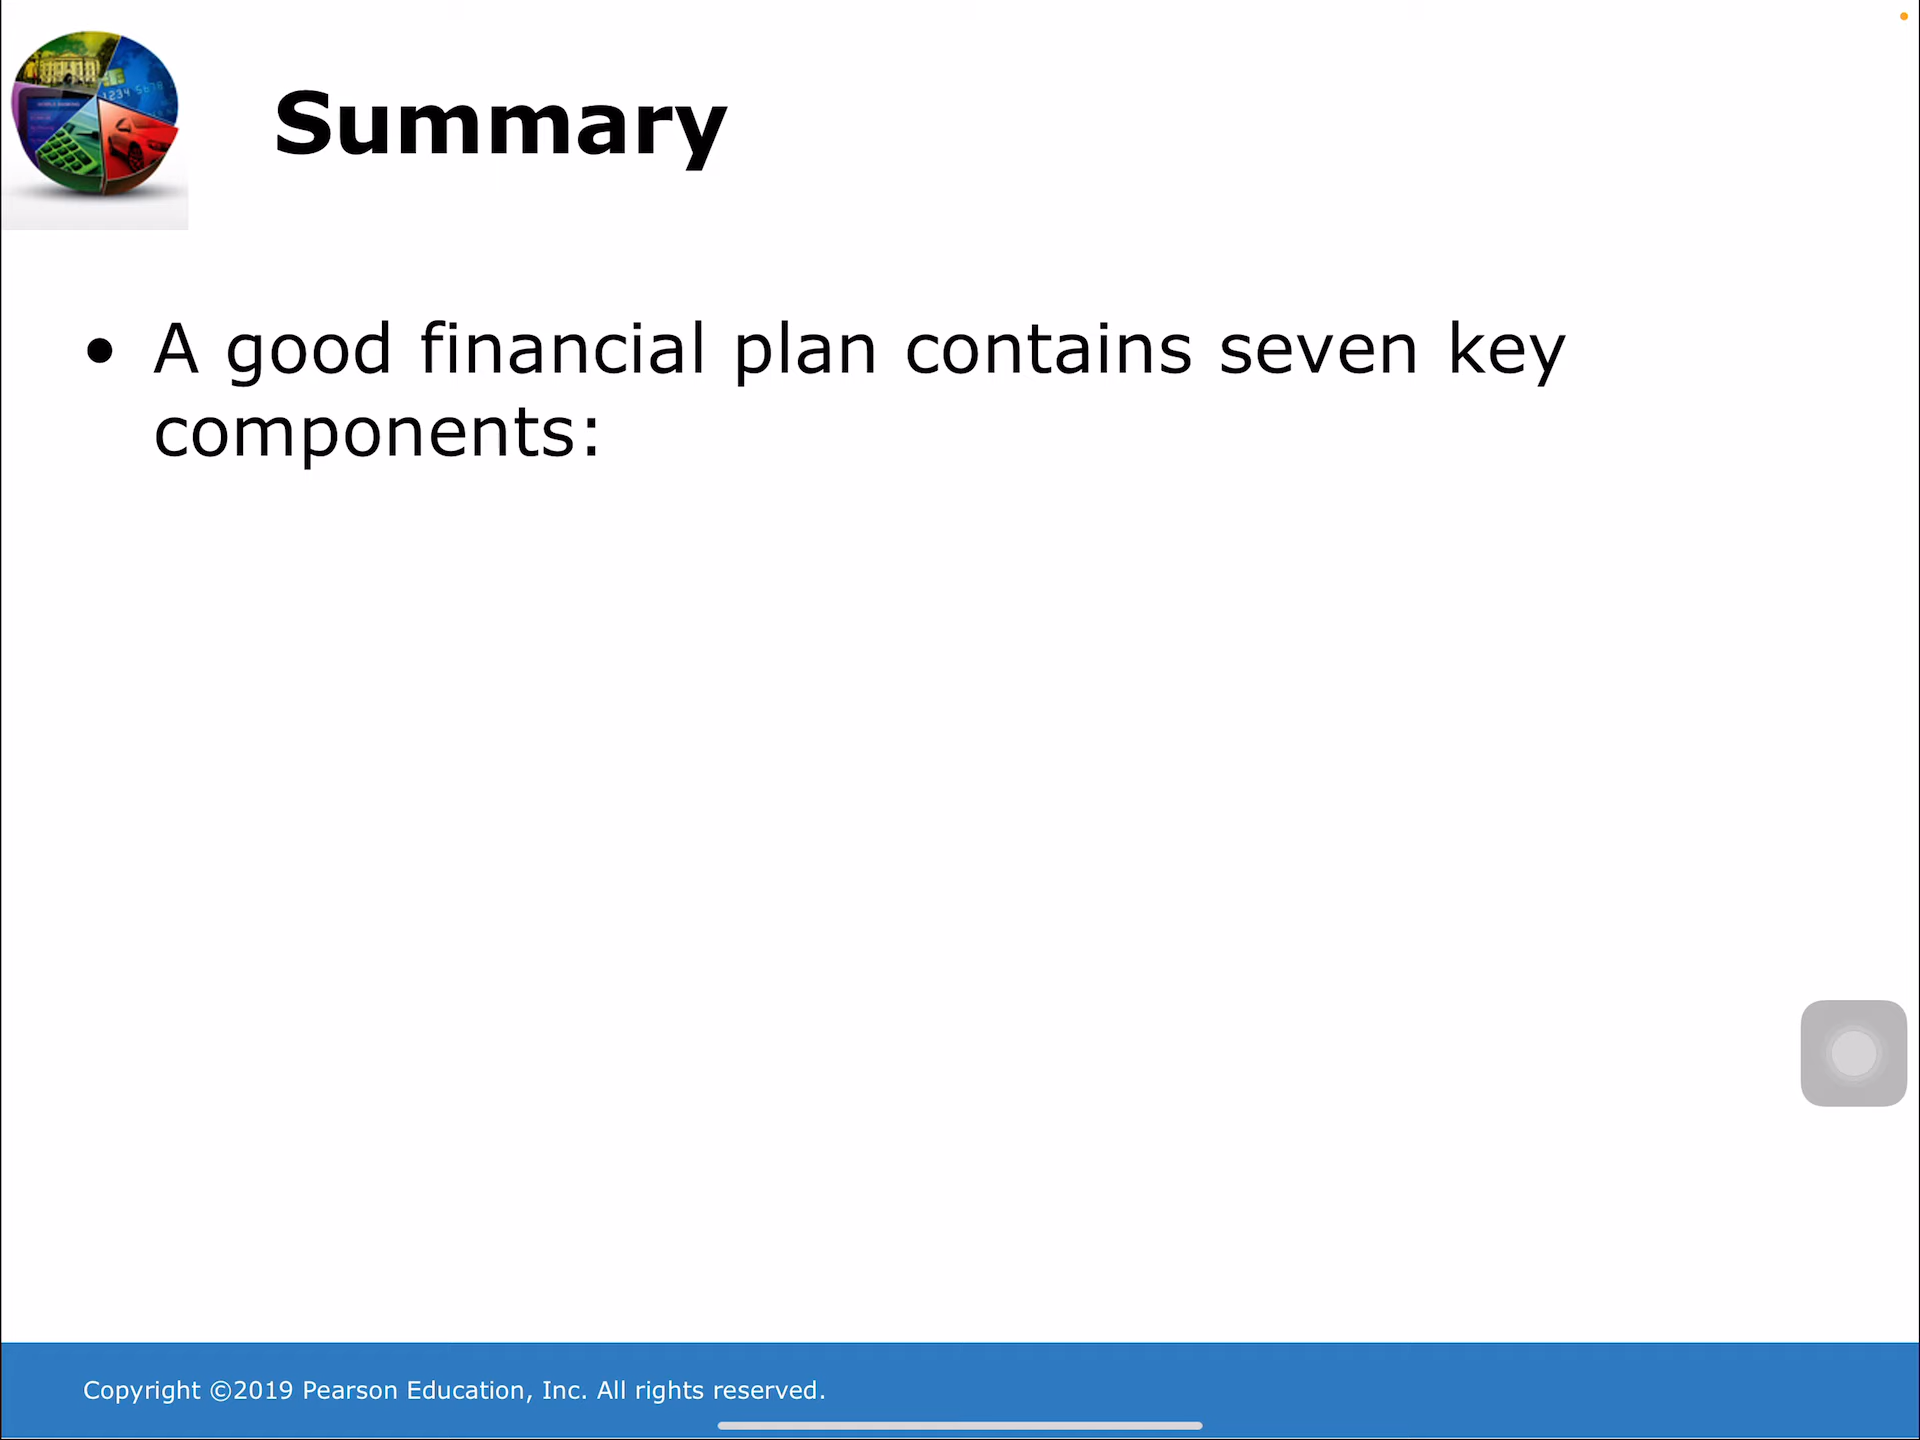 Summary
• A good financial plan contains seven key
components:
Copyright ©2019 Pearson Education, Inc. All rights reserved.